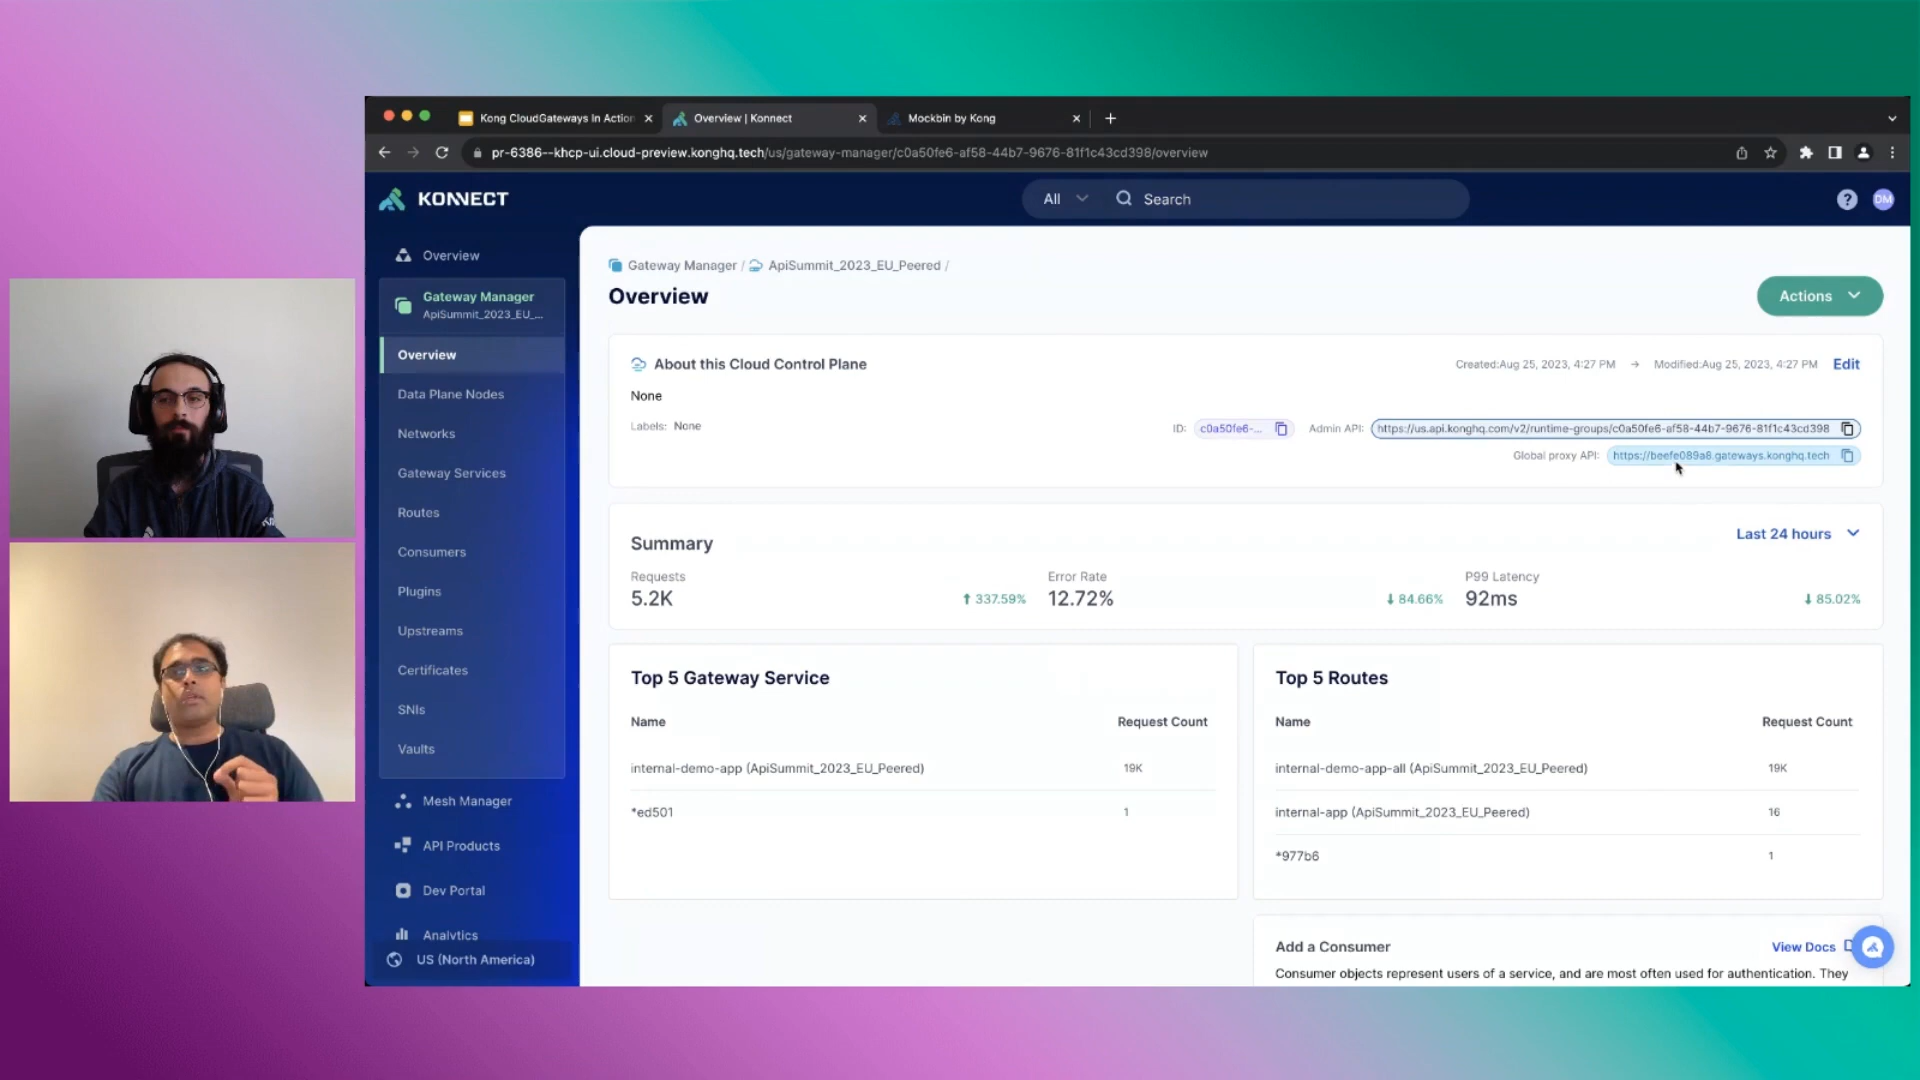 Kong CloudGateways In Action
Overview | Konnect
Mockbin by Kong
pr-6386--khcp-ui.cloud-preview.konghq.tech/us/gateway-manager/c0a50fe6-af58-44b7-9676-81f1c43cd398/overview
KONNECT
All
Search
?
DM
Overview
Gateway Manager
ApiSummit_2023_EU_...
Overview
Data Plane Nodes
Networks
Gateway Services
Routes
Consumers
Plugins
Upstreams
Certificates
SNIs
Vaults
Mesh Manager
API Products
Dev Portal
Analytics
US (North America)
Gateway Manager / ApiSummit_2023_EU_Peered /
Overview
Actions
About this Cloud Control Plane
Created:Aug 25, 2023, 4:27 PM → Modified:Aug 25, 2023, 4:27 PM Edit
None
Labels: None
ID: c0a50fe6-... Admin API: https://us.api.konghq.com/v2/runtime-groups/c0a50fe6-af58-44b7-9676-81f1c43cd398
Global proxy API: https://beefe089a8.gateways.konghq.tech
Summary
Last 24 hours
Requests
5.2K
↑ 337.59%
Error Rate
12.72%
↓ 84.66%
P99 Latency
92ms
↓ 85.02%
Top 5 Gateway Service
Name Request Count
internal-demo-app (ApiSummit_2023_EU_Peered) 19K
*ed501 1
Top 5 Routes
Name Request Count
internal-demo-app-all (ApiSummit_2023_EU_Peered) 19K
internal-app (ApiSummit_2023_EU_Peered) 16
*977b6 1
Add a Consumer
View Docs
Consumer objects represent users of a service, and are most often used for authentication. They